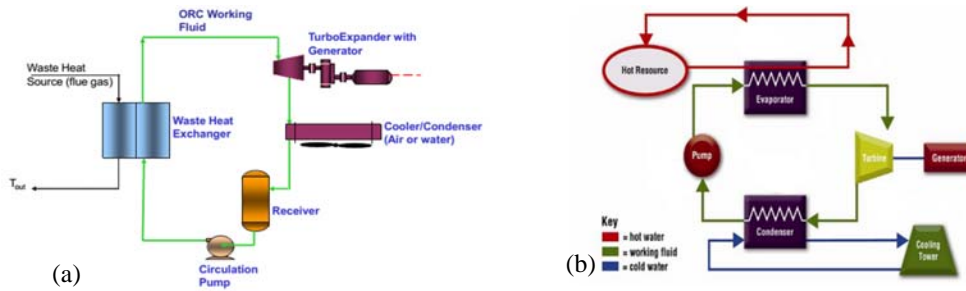 ORC Working
Fluid
TurboExpander with
Generator
Waste Heat
Source (flue gas)
Waste Heat
Exchanger
Cooler/Condenser
(Air or water)
Tout
Receiver
Circulation
Pump
(a)
Hot Resource
Evaporator
Pump
Turbine
Generator
Condenser
Cooling
Tower
Key
= hot water
= working fluid
= cold water
(b)